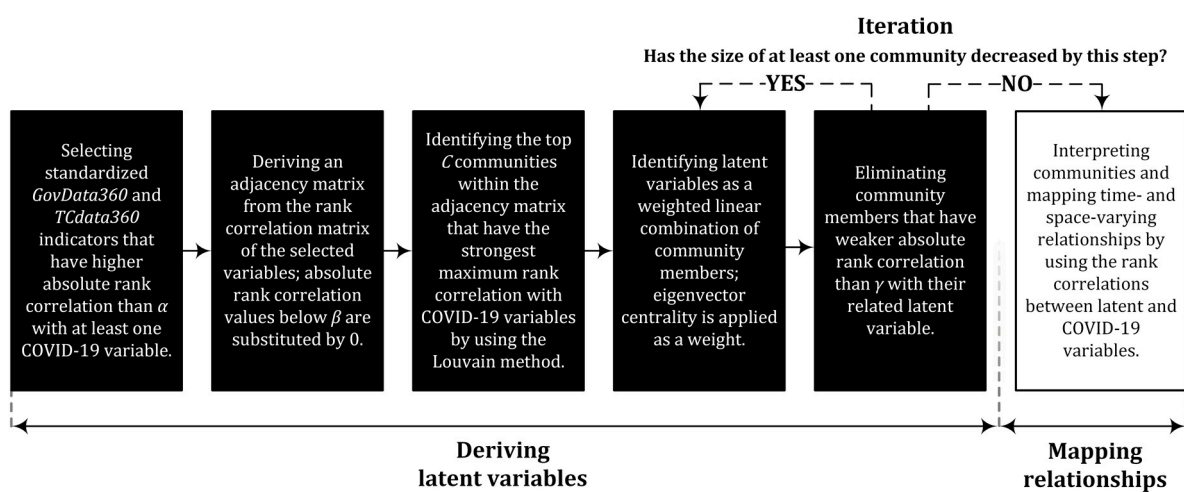 Iteration
Has the size of at least one community decreased by this step?
YES
NO
Selecting
standardized
GovData360 and
TCdata360
indicators that
have higher
absolute rank
correlation than α
with at least one
COVID-19 variable.
Deriving an
adjacency matrix
from the rank
correlation matrix
of the selected
variables; absolute
rank correlation
values below β are
substituted by 0.
Identifying the top
C communities
within the
adjacency matrix
that have the
strongest
maximum rank
correlation with
COVID-19 variables
by using the
Louvain method.
Identifying latent
variables as a
weighted linear
combination of
community
members;
eigenvector
centrality is applied
as a weight.
Eliminating
community
members that have
weaker absolute
rank correlation
than γ with their
related latent
variable.
Interpreting
communities and
mapping time- and
space-varying
relationships by
using the rank
correlations
between latent and
COVID-19
variables.
Deriving
latent variables
Mapping
relationships